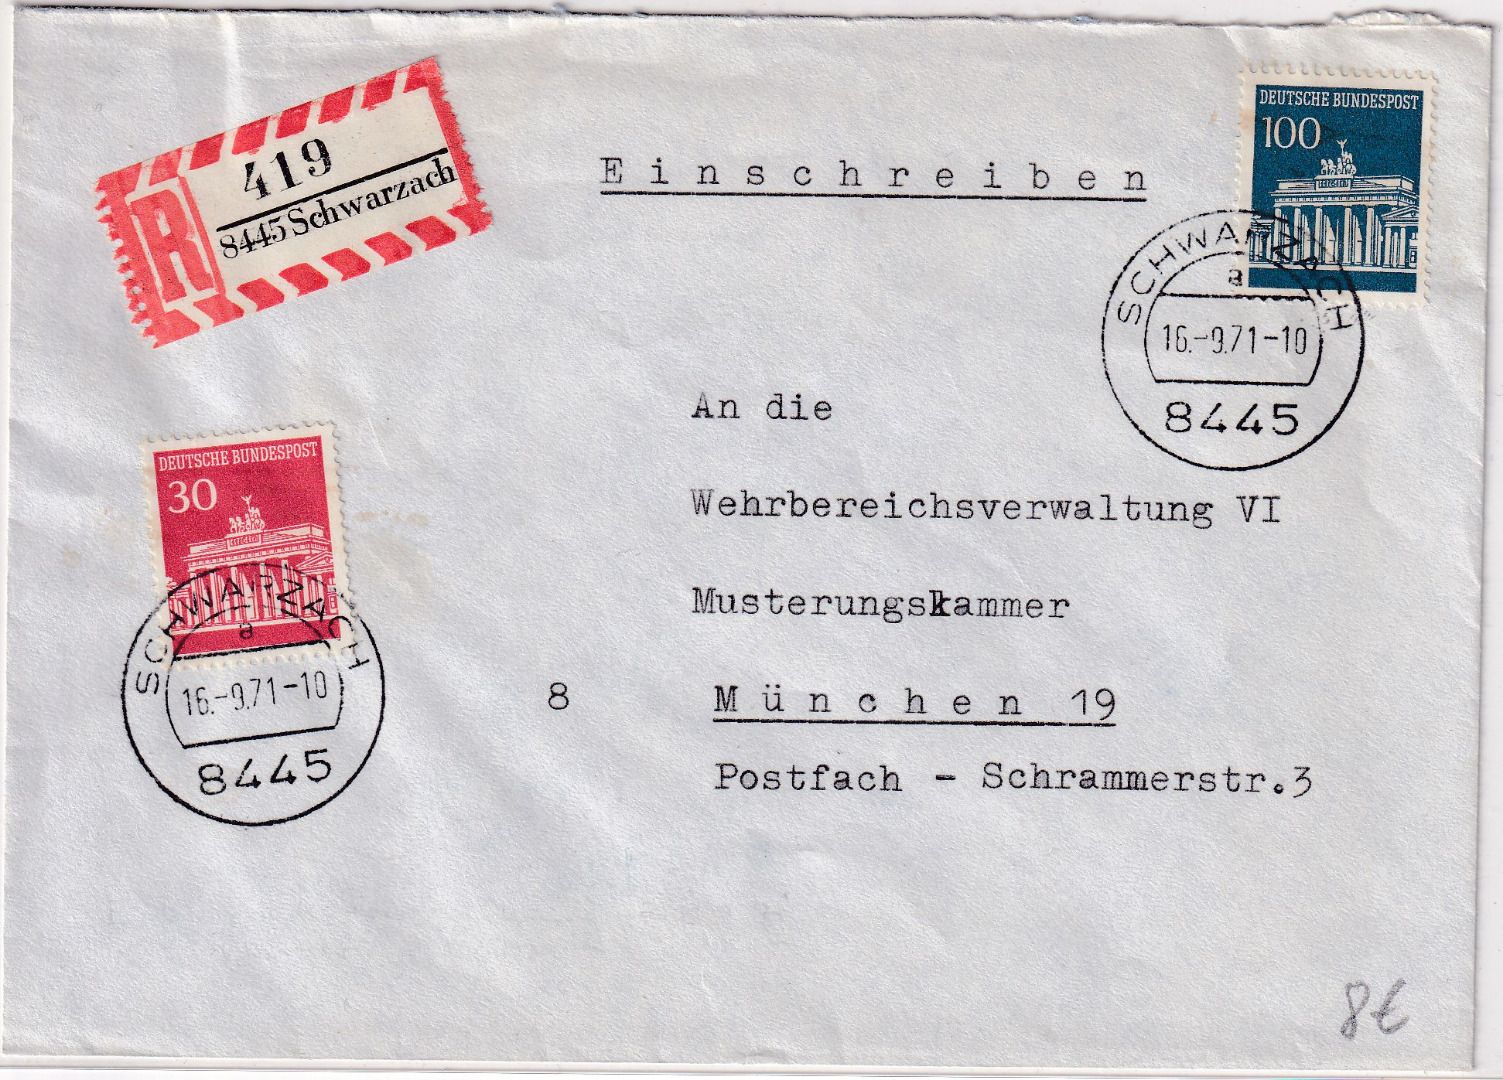 419
R
8445 Schwarzach
Einschreiben
DEUTSCHE BUNDESPOST
100
SCHWARZACH
a
16.-9.71-10
8445
DEUTSCHE BUNDESPOST
30
SCHWARZACH
a
16.-9.71-10
8445
An die
Wehrbereichsverwaltung VI
Musterungskammer
8 München 19
Postfach - Schrammerstr.3
8€